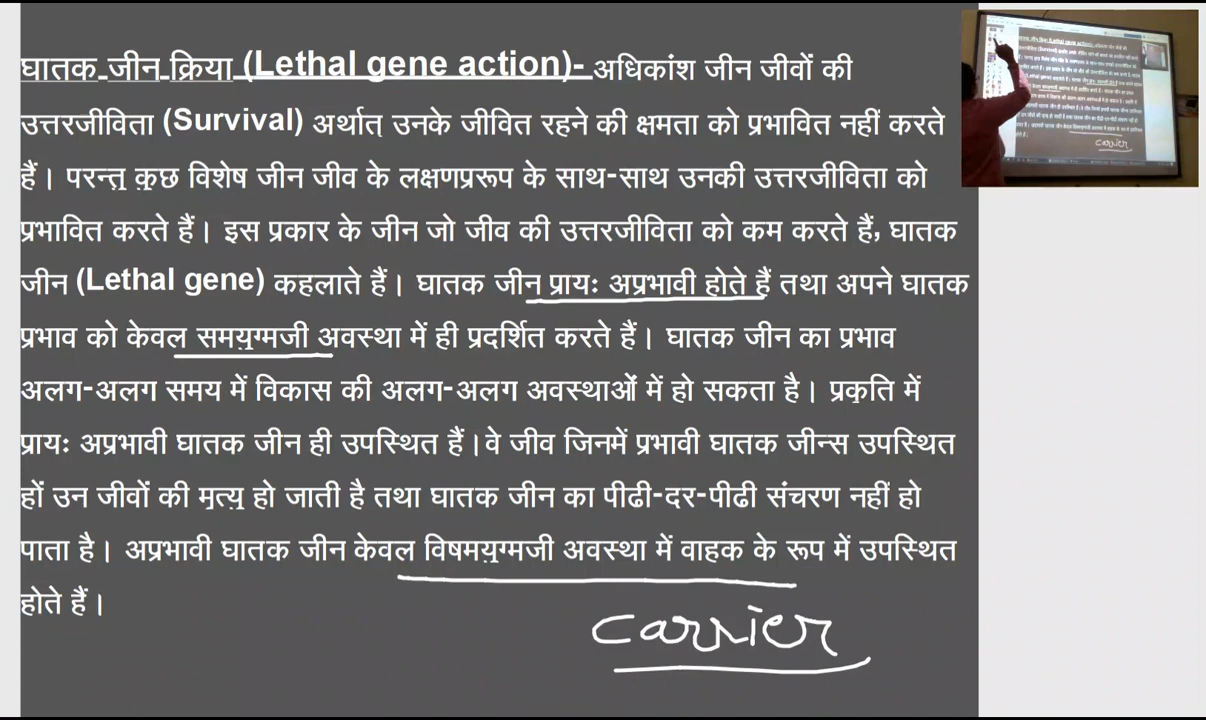 घातक जीन क्रिया (Lethal gene action)- अधिकांश जीन जीवों की
उत्तरजीविता (Survival) अर्थात् उनके जीवित रहने की क्षमता को प्रभावित नहीं करते
हैं। परन्तु कुछ विशेष जीन जीव के लक्षणप्ररूप के साथ-साथ उनकी उत्तरजीविता को
प्रभावित करते हैं। इस प्रकार के जीन जो जीव की उत्तरजीविता को कम करते हैं, घातक
जीन (Lethal gene) कहलाते हैं। घातक जीन प्रायः अप्रभावी होते हैं तथा अपने घातक
प्रभाव को केवल समयुग्मजी अवस्था में ही प्रदर्शित करते हैं। घातक जीन का प्रभाव
अलग-अलग समय में विकास की अलग-अलग अवस्थाओं में हो सकता है। प्रकृति में
प्रायः अप्रभावी घातक जीन ही उपस्थित हैं। वे जीव जिनमें प्रभावी घातक जीन्स उपस्थित
हों उन जीवों की मृत्यु हो जाती है तथा घातक जीन का पीढी-दर-पीढी संचरण नहीं हो
पाता है। अप्रभावी घातक जीन केवल विषमयुग्मजी अवस्था में वाहक के रूप में उपस्थित
होते हैं।
carrier
carrier